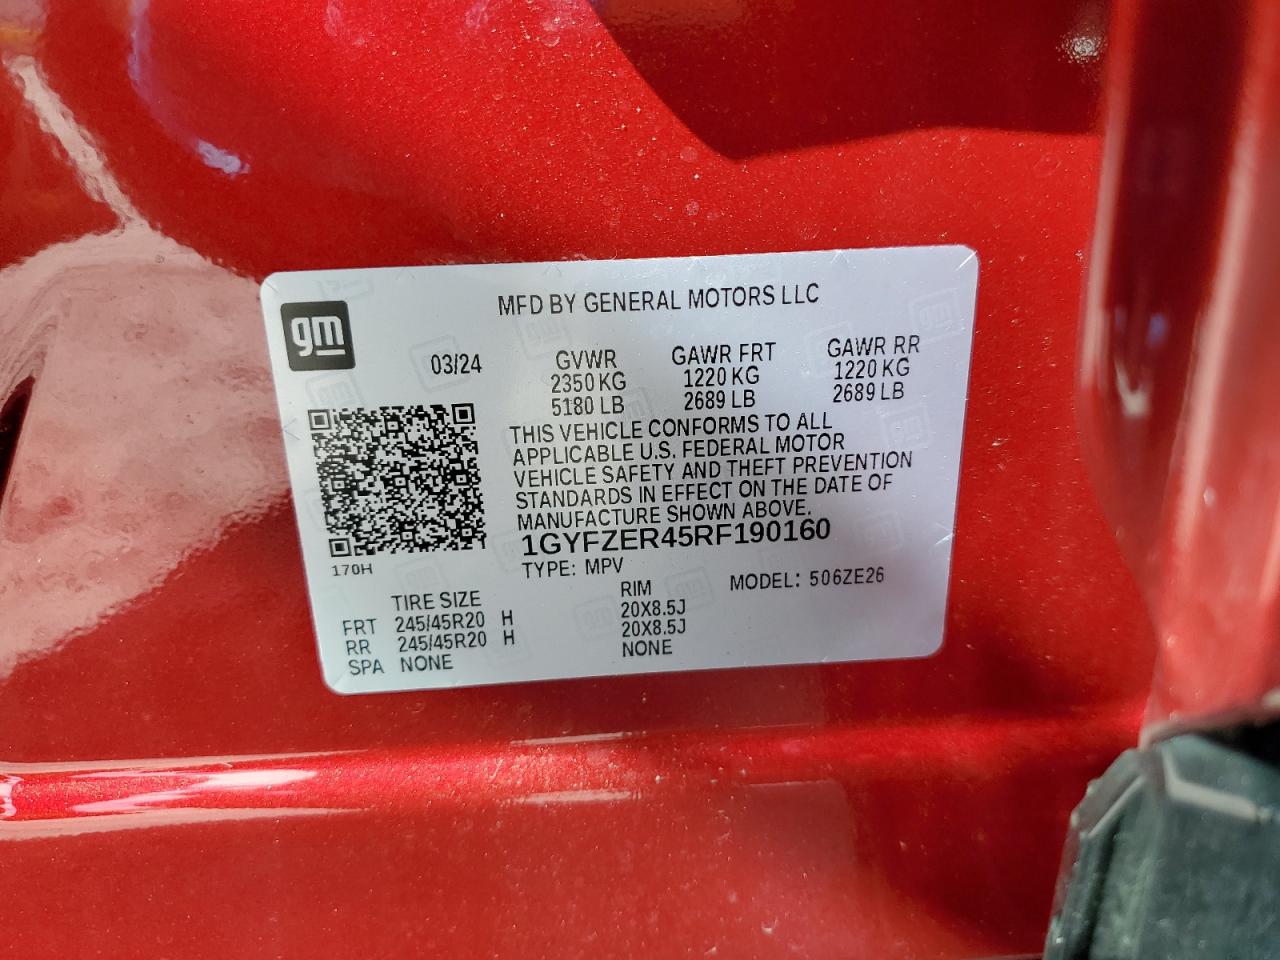 gm
MFD BY GENERAL MOTORS LLC
03/24
GVWR GAWR FRT GAWR RR
2350 KG 1220 KG 1220 KG
5180 LB 2689 LB 2689 LB
THIS VEHICLE CONFORMS TO ALL
APPLICABLE U.S. FEDERAL MOTOR
VEHICLE SAFETY AND THEFT PREVENTION
STANDARDS IN EFFECT ON THE DATE OF
MANUFACTURE SHOWN ABOVE.
1GYFZER45RF190160
170H
TYPE: MPV MODEL: 506ZE26
TIRE SIZE RIM
FRT 245/45R20 H 20X8.5J
RR 245/45R20 H 20X8.5J
SPA NONE NONE